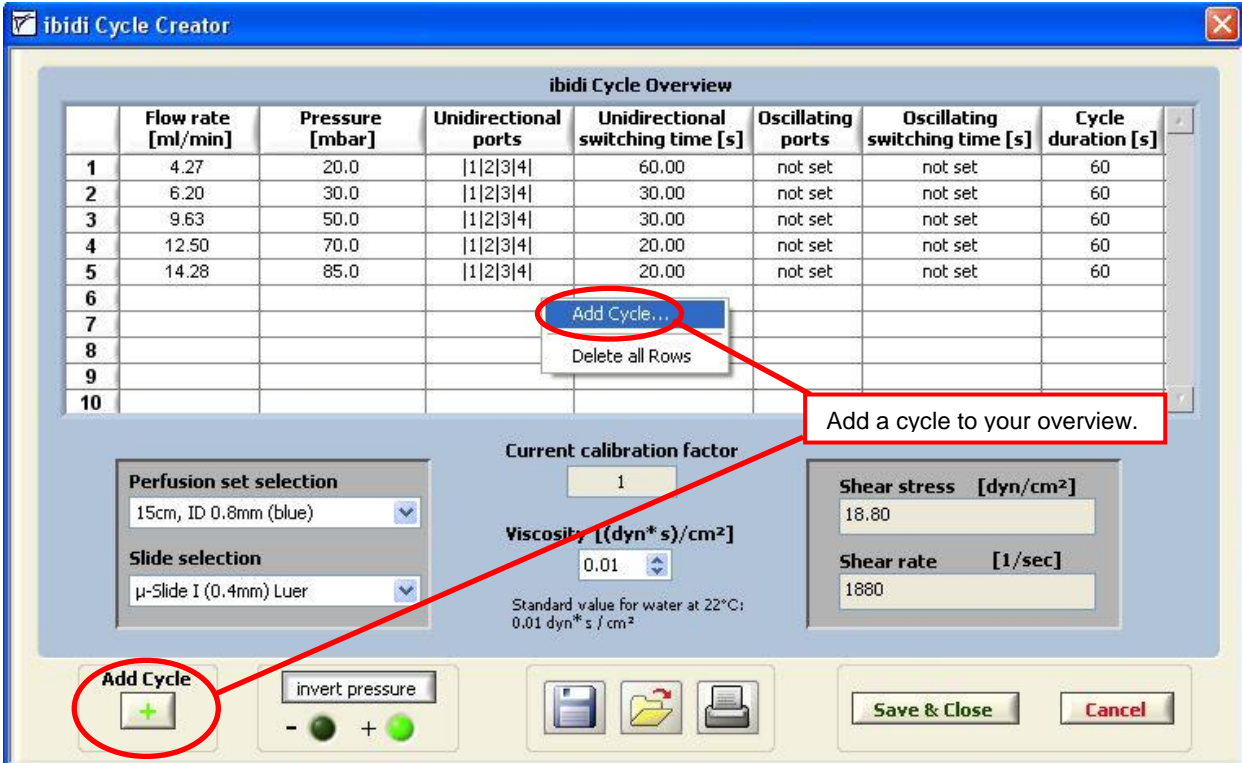 ibidi Cycle Creator
ibidi Cycle Overview
Flow rate [ml/min] Pressure [mbar] Unidirectional ports Unidirectional switching time [s] Oscillating ports Oscillating switching time [s] Cycle duration [s]
1 4.27 20.0 |1|2|3|4| 60.00 not set not set 60
2 6.20 30.0 |1|2|3|4| 30.00 not set not set 60
3 9.63 50.0 |1|2|3|4| 30.00 not set not set 60
4 12.50 70.0 |1|2|3|4| 20.00 not set not set 60
5 14.28 85.0 |1|2|3|4| 20.00 not set not set 60
6
7
8
9
10
Add Cycle...
Delete all Rows
Add a cycle to your overview.
Perfusion set selection
15cm, ID 0.8mm (blue)
Slide selection
µ-Slide I (0.4mm) Luer
Current calibration factor
1
Viscosity [(dyn*s)/cm²]
0.01
Standard value for water at 22°C:
0.01 dyn*s / cm²
Shear stress [dyn/cm²]
18.80
Shear rate [1/sec]
1880
Add Cycle
+
invert pressure
- +
Save & Close
Cancel